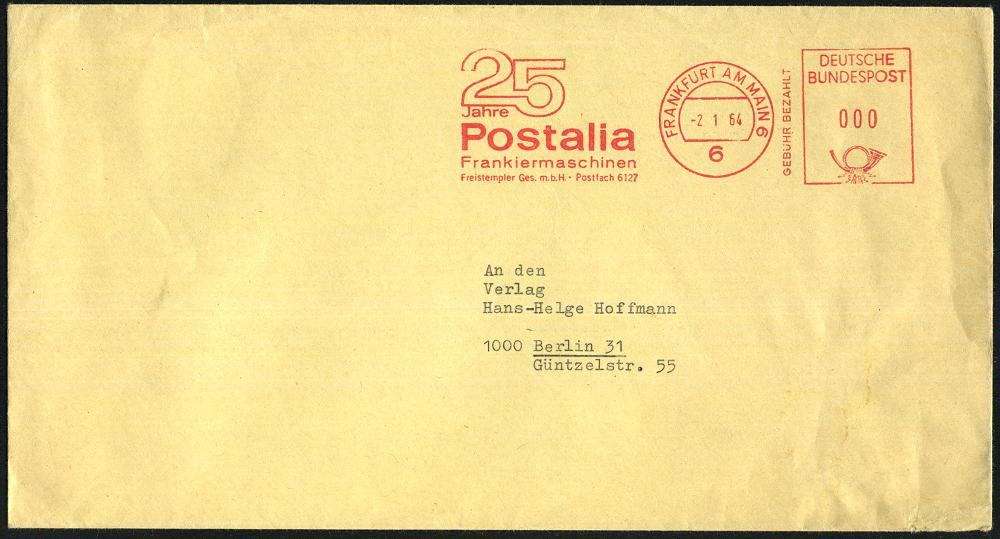 25
Jahre
Postalia
Frankiermaschinen
Freistempler Ges. m.b.H. · Postfach 6127
FRANKFURT AM MAIN 6
-2 1 64
6
GEBÜHR BEZAHLT
DEUTSCHE
BUNDESPOST
000
An den
Verlag
Hans-Helge Hoffmann
1000 Berlin 31
Güntzelstr. 55